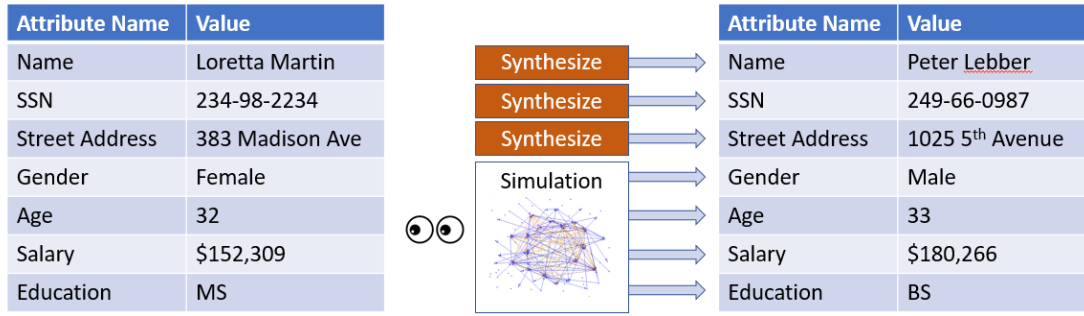 Attribute Name Value
Name Loretta Martin
SSN 234-98-2234
Street Address 383 Madison Ave
Gender Female
Age 32
Salary $152,309
Education MS
Synthesize
Synthesize
Synthesize
Simulation
Attribute Name Value
Name Peter Lebber
SSN 249-66-0987
Street Address 1025 5th Avenue
Gender Male
Age 33
Salary $180,266
Education BS